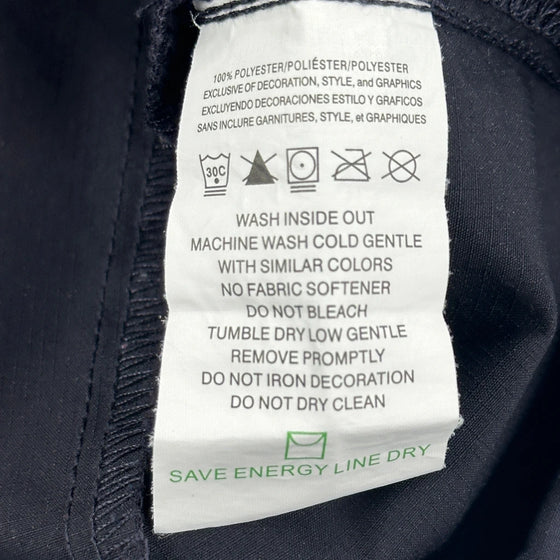 100% POLYESTER/POLIÉSTER/POLYESTER
EXCLUSIVE OF DECORATION, STYLE, and GRAPHICS
EXCLUYENDO DECORACIONES ESTILO Y GRAFICOS
SANS INCLURE GARNITURES, STYLE, et GRAPHIQUES
30C
WASH INSIDE OUT
MACHINE WASH COLD GENTLE
WITH SIMILAR COLORS
NO FABRIC SOFTENER
DO NOT BLEACH
TUMBLE DRY LOW GENTLE
REMOVE PROMPTLY
DO NOT IRON DECORATION
DO NOT DRY CLEAN
SAVE ENERGY LINE DRY